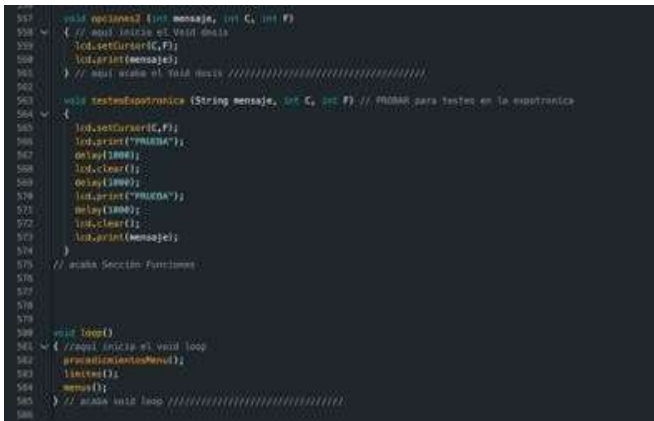 557 void opciones2 (int mensaje, int C, int F)
558 { // aqui inicia el Void dosis
559 lcd.setCursor(C,F);
560 lcd.print(mensaje);
561 } // aqui acaba el Void dosis ///////////////////////////////////
562
563 void testesExpotronica (String mensaje, int C, int F) // PROBAR para testes en la expotronica
564 {
565 lcd.setCursor(C,F);
566 lcd.print("PRUEBA");
567 delay(1000);
568 lcd.clear();
569 delay(1000);
570 lcd.print("PRUEBA");
571 delay(1000);
572 lcd.clear();
573 lcd.print(mensaje);
574 }
575 // acaba Sección Funciones
576
577
578
579
580 void loop()
581 { //aqui inicia el void loop
582 procedimientosMenu();
583 limites();
584 menus();
585 } // acaba void loop ///////////////////////////////
586